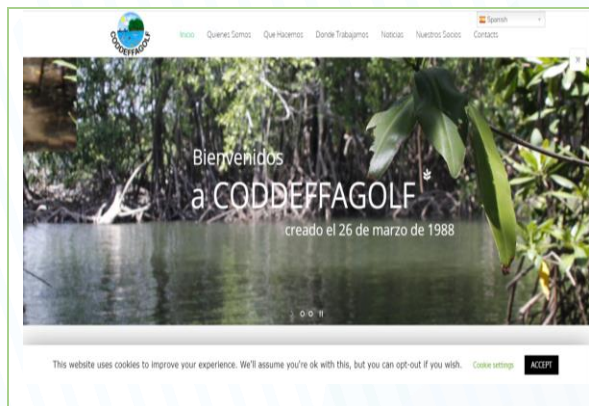 CODDEFFAGOLF
Spanish
Inicio Quienes Somos Que Hacemos Donde Trabajamos Noticias Nuestros Socios Contacts
Bienvenidos
a CODDEFFAGOLF
creado el 26 de marzo de 1988
This website uses cookies to improve your experience. We'll assume you're ok with this, but you can opt-out if you wish. Cookie settings ACCEPT